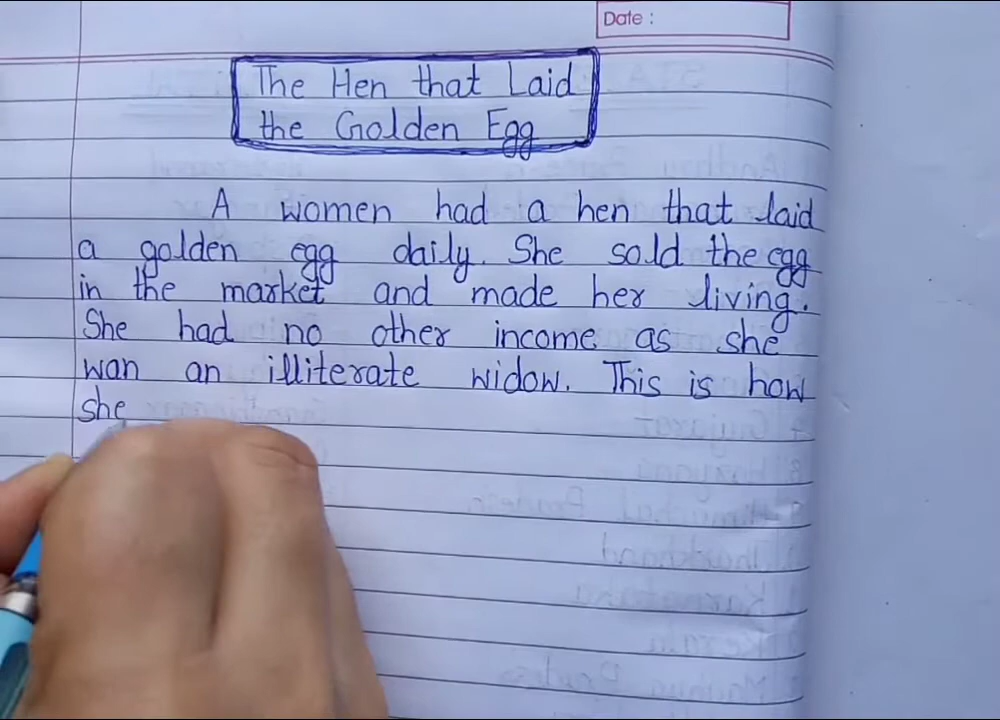 Date :
The Hen that Laid
the Golden Egg
A women had a hen that laid
a golden egg daily. She sold the egg
in the market and made her living.
She had no other income as she
wan an illiterate widow. This is how
she